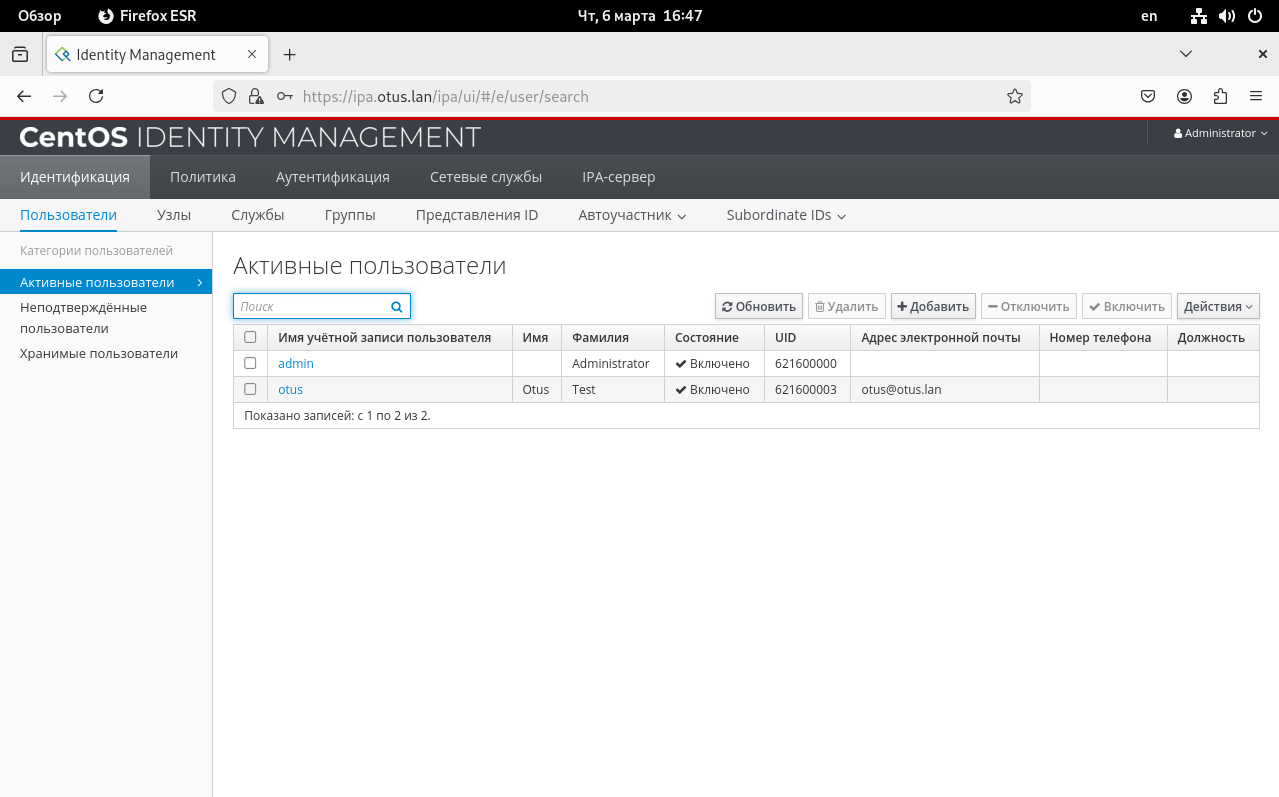 Обзор Firefox ESR Чт, 6 марта 16:47 en
Identity Management
https://ipa.otus.lan/ipa/ui/#/e/user/search
CentOS IDENTITY MANAGEMENT Administrator
Идентификация Политика Аутентификация Сетевые службы IPA-сервер
Пользователи Узлы Службы Группы Представления ID Автоучастник Subordinate IDs
Категории пользователей
Активные пользователи
Неподтверждённые
пользователи
Хранимые пользователи
Активные пользователи
Поиск Обновить Удалить Добавить Отключить Включить Действия
Имя учётной записи пользователя Имя Фамилия Состояние UID Адрес электронной почты Номер телефона Должность
admin Administrator Включено 621600000
otus Otus Test Включено 621600003 otus@otus.lan
Показано записей: с 1 по 2 из 2.